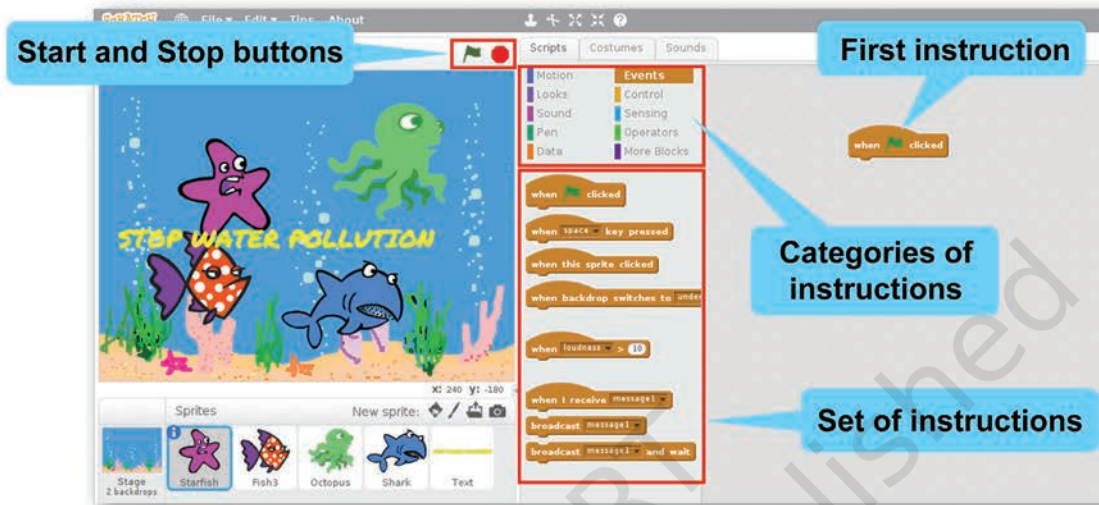 SCRATCH File Edit Tips About
Start and Stop buttons
Scripts Costumes Sounds
First instruction
Motion Events
Looks Control
Sound Sensing
Pen Operators
Data More Blocks
when clicked
STOP WATER POLLUTION
when clicked
when space key pressed
when this sprite clicked
when backdrop switches to under
when loudness > 10
when I receive message1
broadcast message1
broadcast message1 and wait
Categories of
instructions
Set of instructions
x: 240 y: -180
Sprites New sprite:
Stage
2 backdrops
Starfish Fish3 Octopus Shark Text